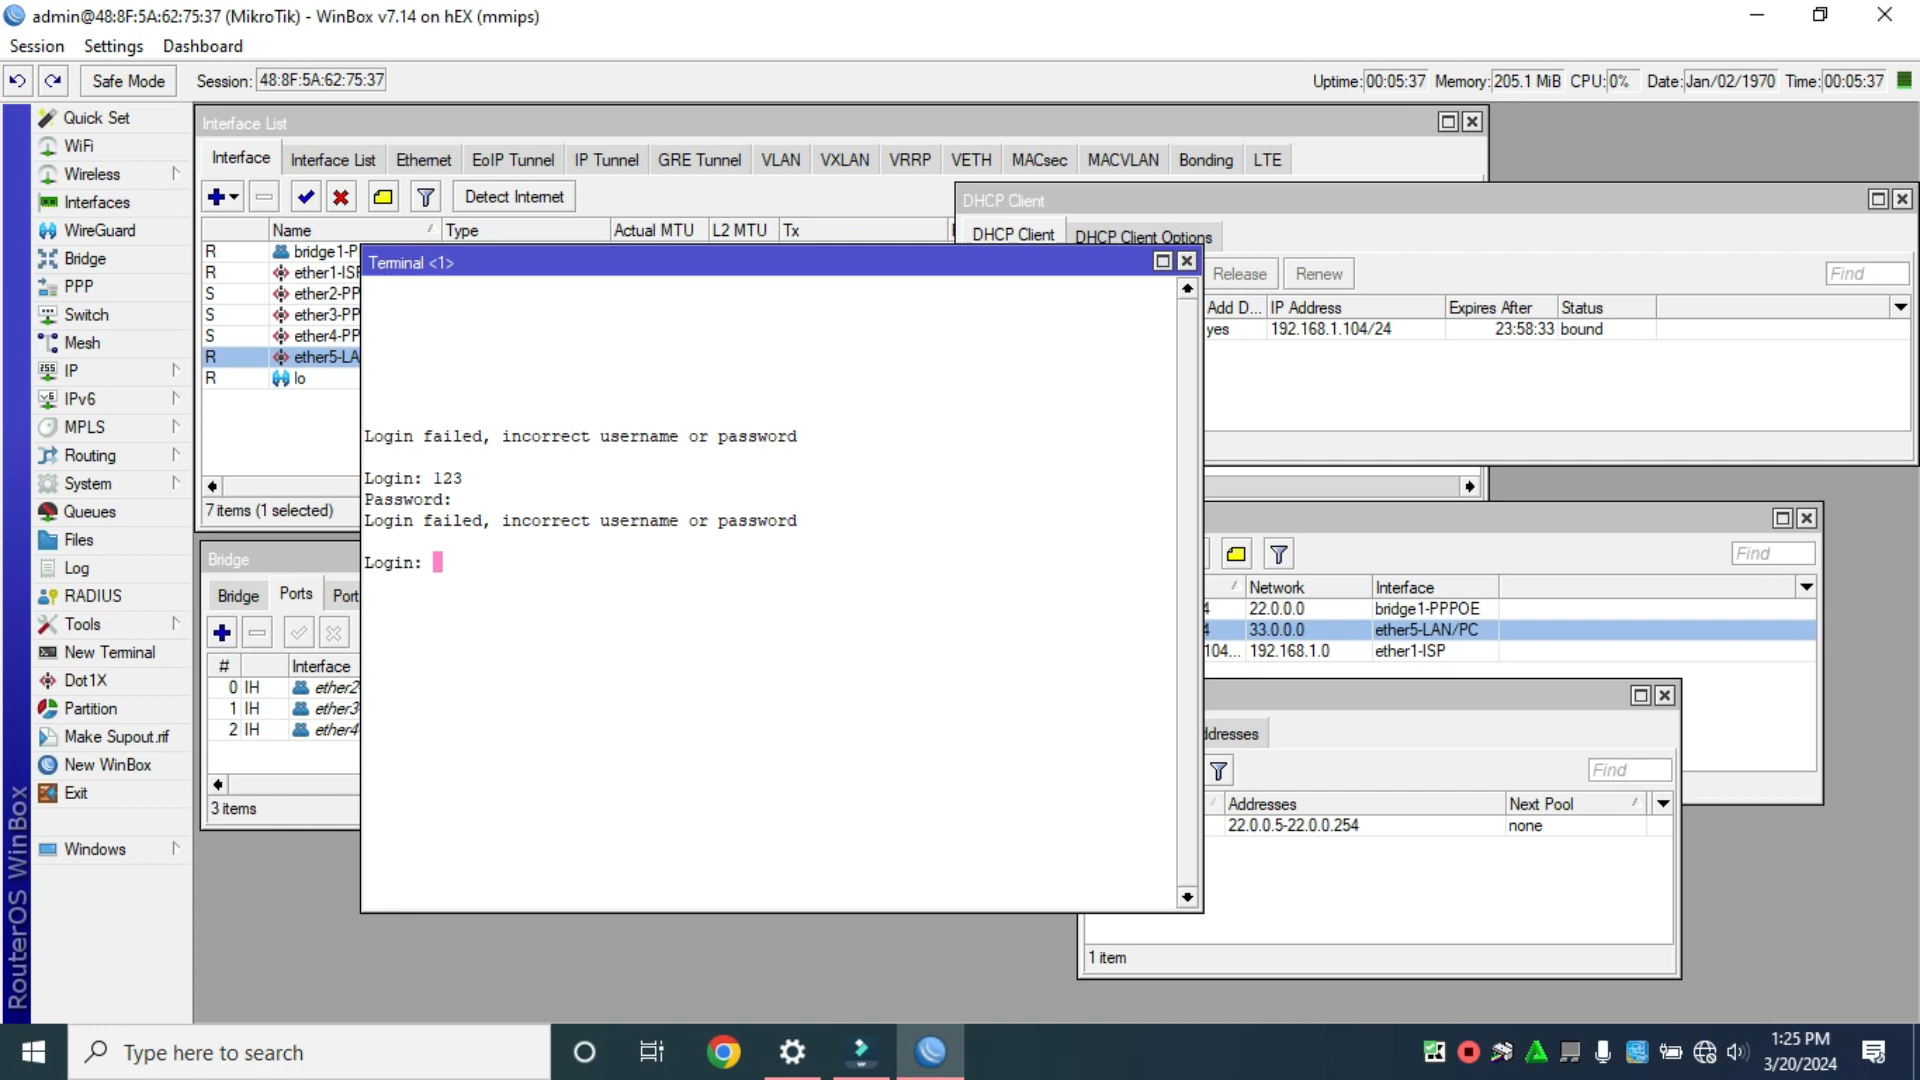 admin@48:8F:5A:62:75:37 (MikroTik) - WinBox v7.14 on hEX (mmips)
Session Settings Dashboard
Safe Mode Session: 48:8F:5A:62:75:37 Uptime: 00:05:37 Memory: 205.1 MiB CPU: 0% Date: Jan/02/1970 Time: 00:05:37
Quick Set
WiFi
Wireless
Interfaces
WireGuard
Bridge
PPP
Switch
Mesh
IP
IPv6
MPLS
Routing
System
Queues
Files
Log
RADIUS
Tools
New Terminal
Dot1X
Partition
Make Supout.rif
New WinBox
Exit
Windows
RouterOS WinBox
Interface List
Interface Interface List Ethernet EoIP Tunnel IP Tunnel GRE Tunnel VLAN VXLAN VRRP VETH MACsec MACVLAN Bonding LTE
Detect Internet
Name Type Actual MTU L2 MTU Tx
R bridge1-P
R ether1-ISP
S ether2-PP
S ether3-PP
S ether4-PP
R ether5-LA
R lo
7 items (1 selected)
DHCP Client
DHCP Client DHCP Client Options
Release Renew Find
Add D... IP Address Expires After Status
yes 192.168.1.104/24 23:58:33 bound
Terminal <1>
Login failed, incorrect username or password
Login: 123
Password:
Login failed, incorrect username or password
Login:
Bridge
Bridge Ports Port
# Interface
0 IH ether2-
1 IH ether3-
2 IH ether4-
3 items
Find
Network Interface
4 22.0.0.0 bridge1-PPPOE
4 33.0.0.0 ether5-LAN/PC
104... 192.168.1.0 ether1-ISP
ddresses
Find
Addresses Next Pool
22.0.0.5-22.0.0.254 none
1 item
Type here to search
1:25 PM
3/20/2024